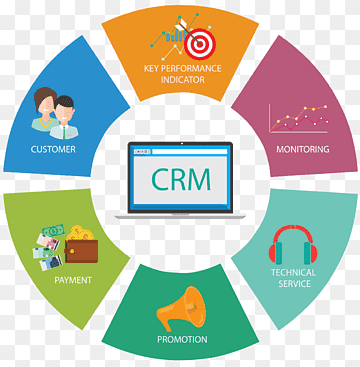 KEY PERFORMANCE
INDICATOR
CUSTOMER
MONITORING
CRM
PAYMENT
TECHNICAL
SERVICE
PROMOTION